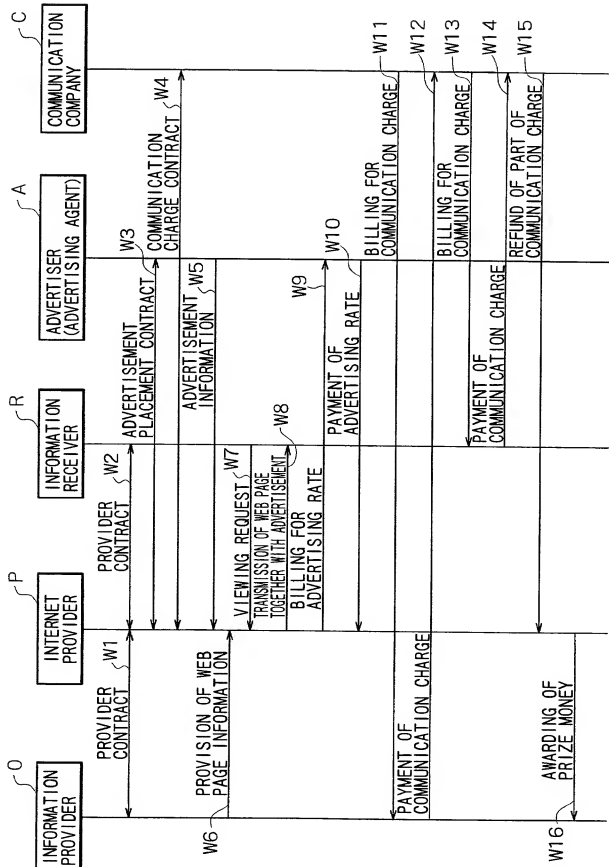 O
INFORMATION
PROVIDER
P
INTERNET
PROVIDER
R
INFORMATION
RECEIVER
A
ADVERTISER
(ADVERTISING AGENT)
C
COMMUNICATION
COMPANY
PROVIDER
CONTRACT
W1
PROVIDER
CONTRACT
W2
ADVERTISEMENT
PLACEMENT CONTRACT
W3
COMMUNICATION
CHARGE CONTRACT
W4
ADVERTISEMENT
INFORMATION
W5
PROVISION OF WEB
PAGE INFORMATION
W6
VIEWING REQUEST
W7
TRANSMISSION OF WEB PAGE
TOGETHER WITH ADVERTISEMENT
W8
BILLING FOR
ADVERTISING RATE
W9
PAYMENT OF
ADVERTISING RATE
W10
BILLING FOR
COMMUNICATION CHARGE
W11
PAYMENT OF
COMMUNICATION CHARGE
W12
BILLING FOR
COMMUNICATION CHARGE
W13
PAYMENT OF
COMMUNICATION CHARGE
W14
REFUND OF PART OF
COMMUNICATION CHARGE
W15
AWARDING OF
PRIZE MONEY
W16